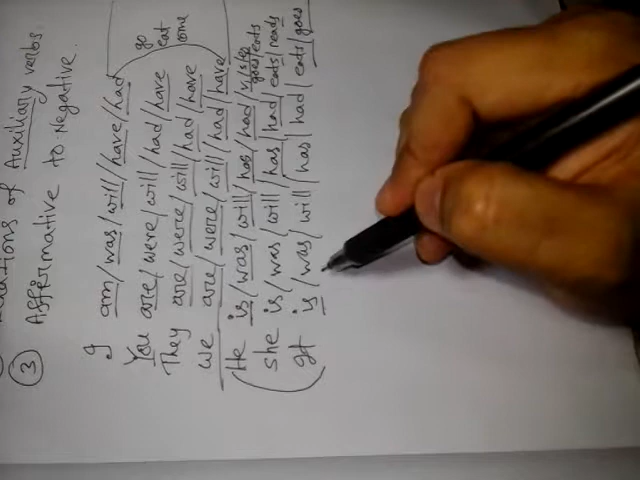 of Auxiliary verbs
③ Affermative to Negative.
I am/was/will/have/had
You are/were/will/had/have
They are/were/will/had/have
We are/were/will/had/have
go
eat
come
He is/was/will/has/had/
goes/eats
She is/was/will/has/had/eats/reads
It is/was/will/has/had/eats/goes